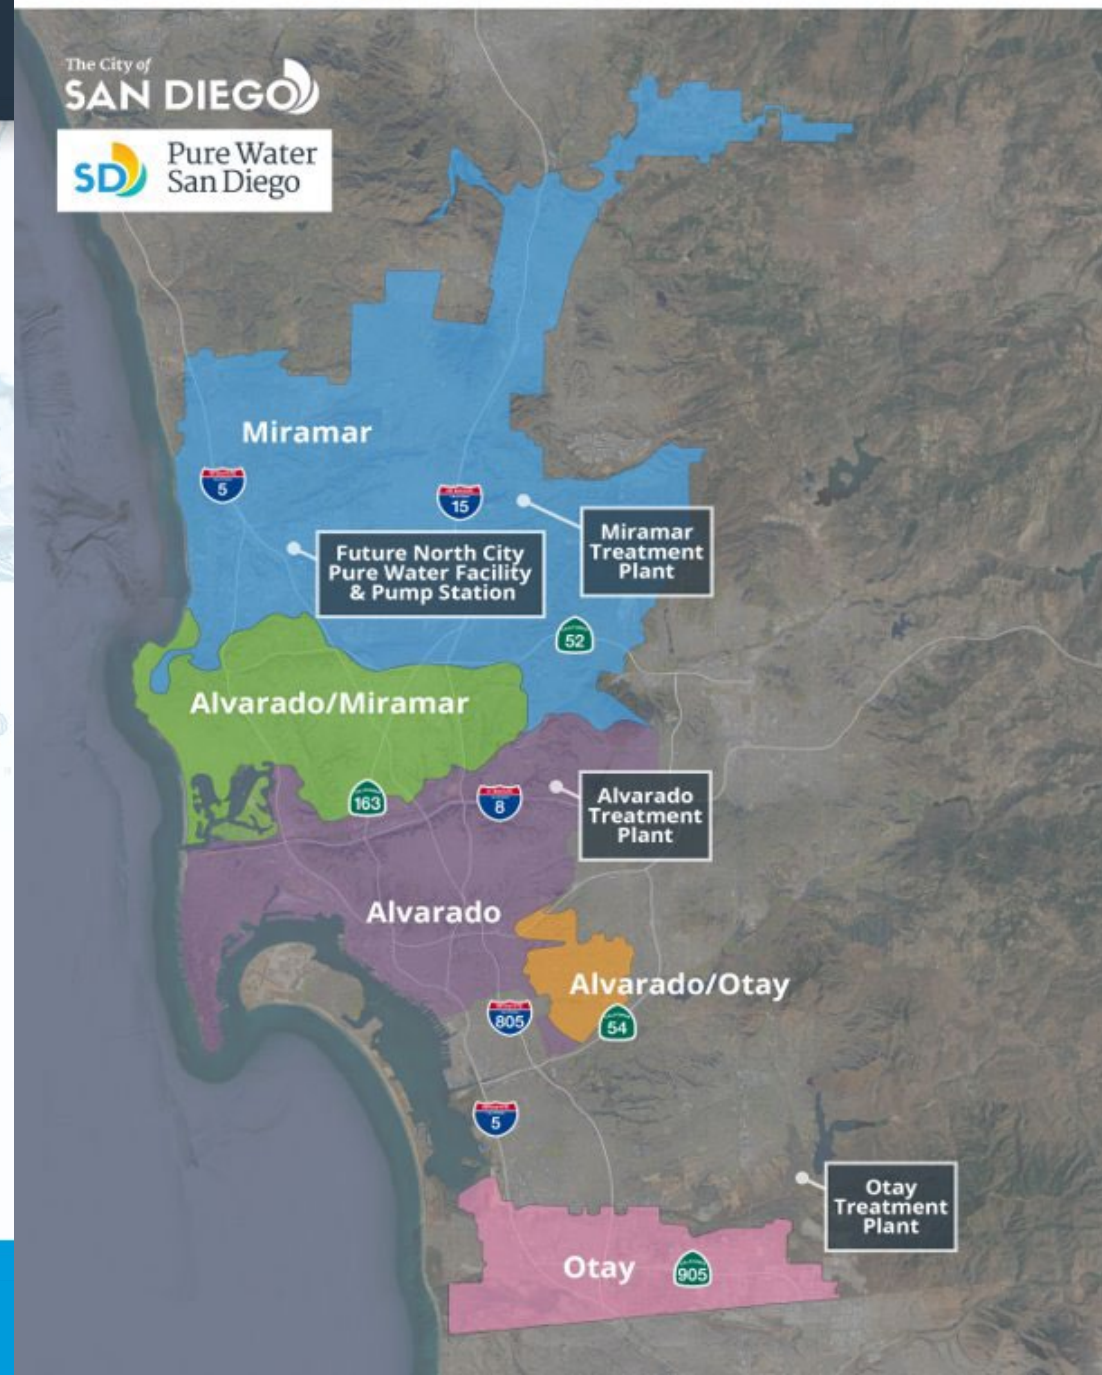 The City of
SAN DIEGO
SD
Pure Water
San Diego
Miramar
5
15
Miramar
Treatment
Plant
Future North City
Pure Water Facility
& Pump Station
52
Alvarado/Miramar
163
8
Alvarado
Treatment
Plant
Alvarado
Alvarado/Otay
805
54
5
Otay
Treatment
Plant
Otay
905